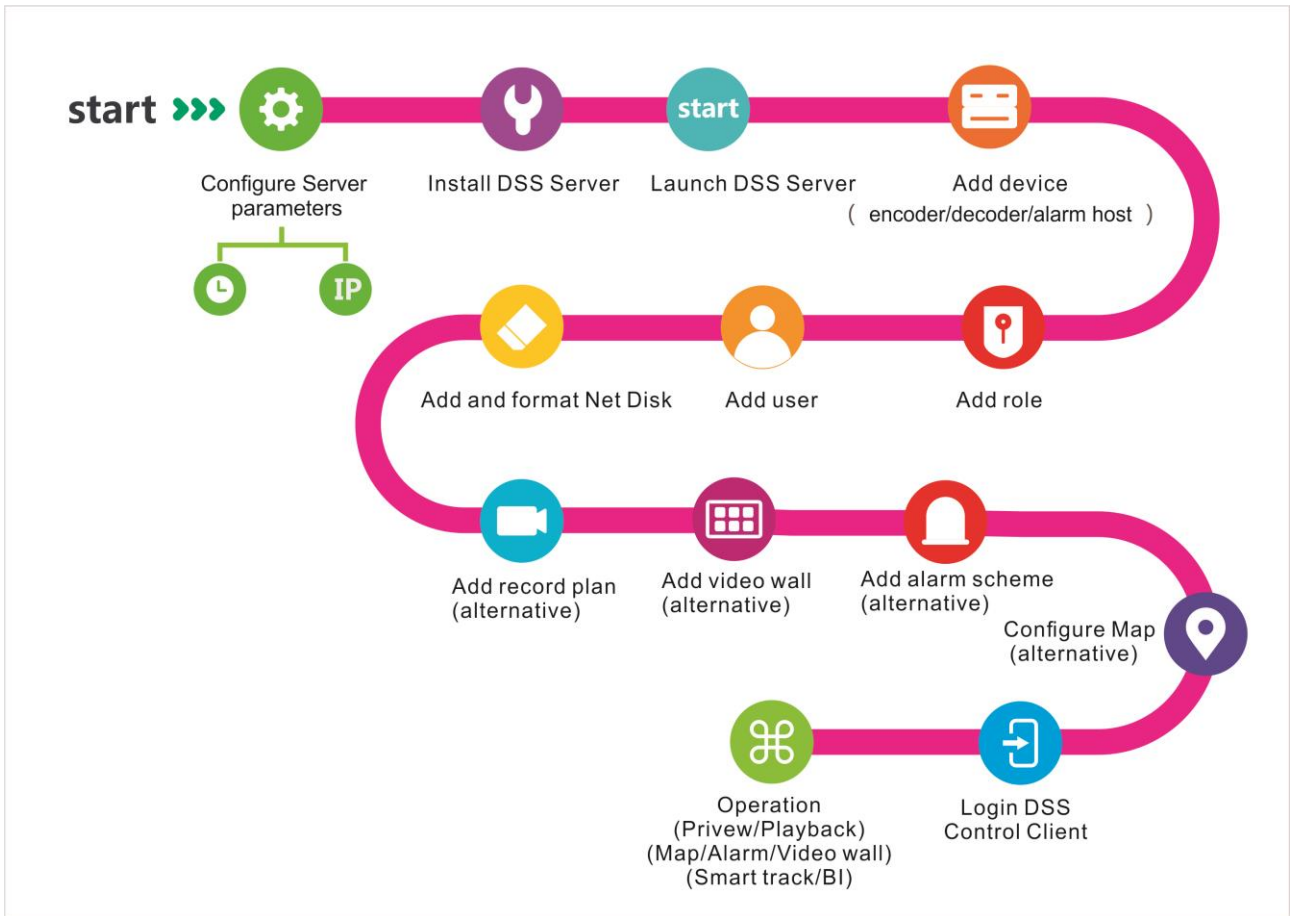 start
start
Configure Server
parameters
IP
Install DSS Server
Launch DSS Server
Add device
( encoder/decoder/alarm host )
Add role
Add user
Add and format Net Disk
Add record plan
(alternative)
Add video wall
(alternative)
Add alarm scheme
(alternative)
Configure Map
(alternative)
Login DSS
Control Client
Operation
(Privew/Playback)
(Map/Alarm/Video wall)
(Smart track/BI)